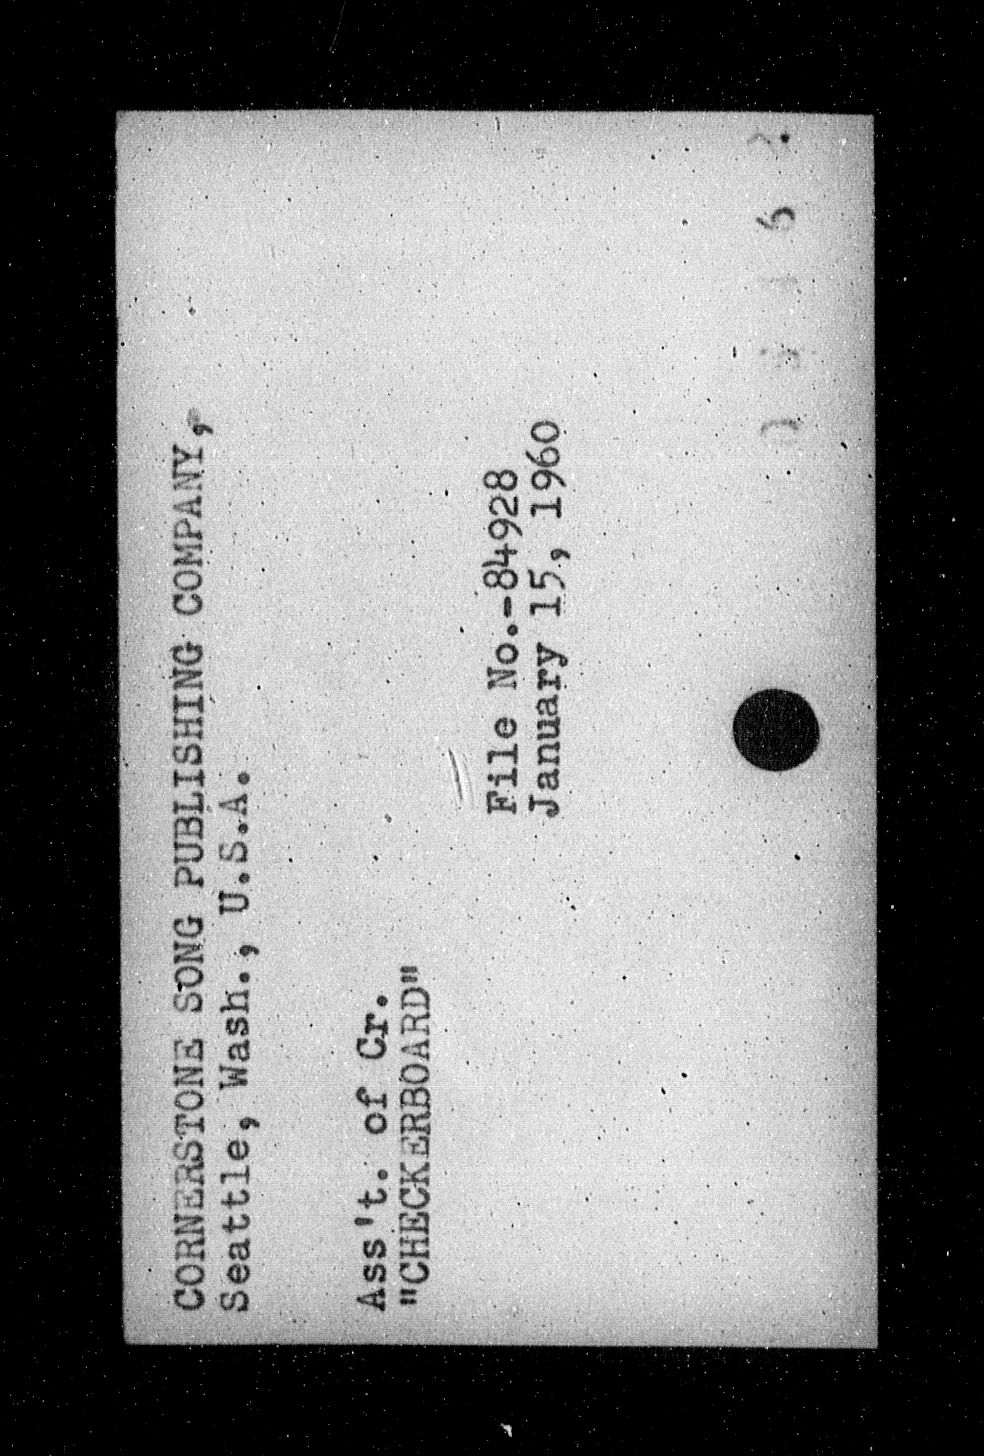 CORNERSTONE SONG PUBLISHING COMPANY,
Seattle, Wash., U.S.A.
Ass't. of Cr.
"CHECKERBOARD"
File No.-84928
January 15, 1960